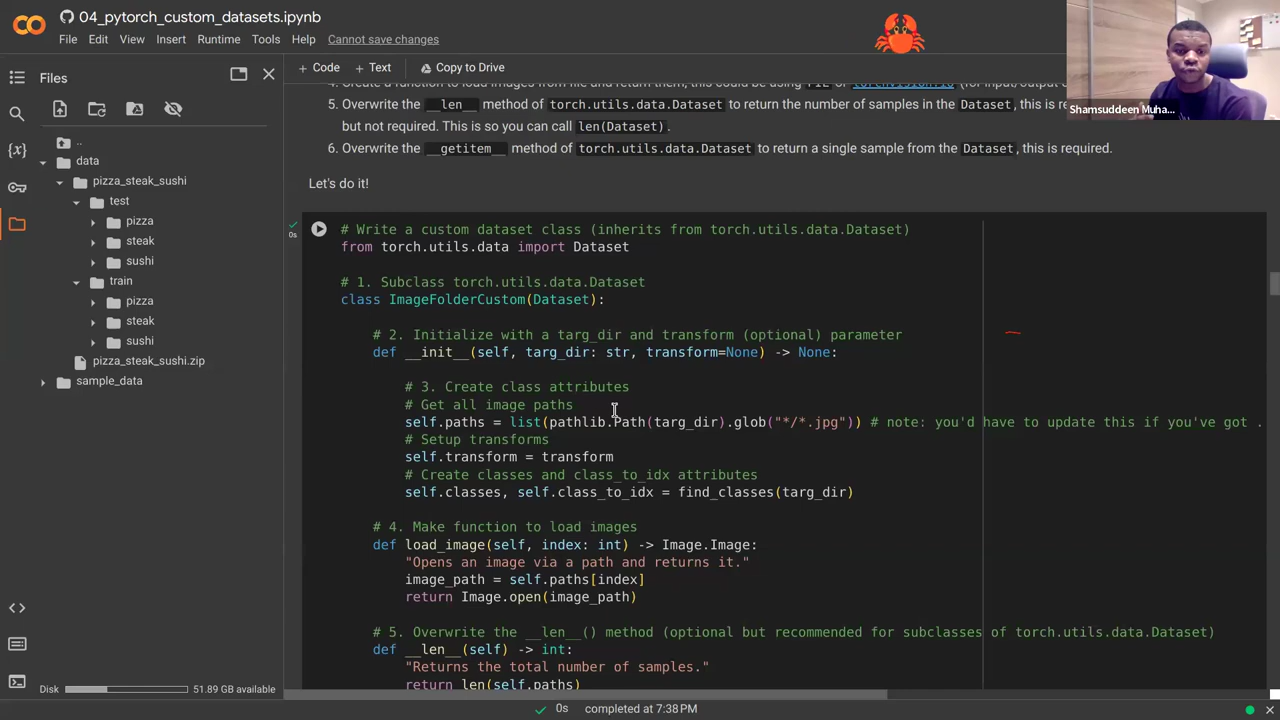 04_pytorch_custom_datasets.ipynb
File Edit View Insert Runtime Tools Help Cannot save changes
Files
+ Code + Text Copy to Drive
Shamsuddeen Muha...
5. Overwrite the __len__ method of torch.utils.data.Dataset to return the number of samples in the Dataset, this is re
but not required. This is so you can call len(Dataset).
6. Overwrite the __getitem__ method of torch.utils.data.Dataset to return a single sample from the Dataset, this is required.
Let's do it!
..
data
pizza_steak_sushi
test
pizza
steak
sushi
train
pizza
steak
sushi
pizza_steak_sushi.zip
sample_data
0s
# Write a custom dataset class (inherits from torch.utils.data.Dataset)
from torch.utils.data import Dataset
# 1. Subclass torch.utils.data.Dataset
class ImageFolderCustom(Dataset):
# 2. Initialize with a targ_dir and transform (optional) parameter
def __init__(self, targ_dir: str, transform=None) -> None:
# 3. Create class attributes
# Get all image paths
self.paths = list(pathlib.Path(targ_dir).glob("*/*.jpg")) # note: you'd have to update this if you've got .
# Setup transforms
self.transform = transform
# Create classes and class_to_idx attributes
self.classes, self.class_to_idx = find_classes(targ_dir)
# 4. Make function to load images
def load_image(self, index: int) -> Image.Image:
"Opens an image via a path and returns it."
image_path = self.paths[index]
return Image.open(image_path)
# 5. Overwrite the __len__() method (optional but recommended for subclasses of torch.utils.data.Dataset)
def __len__(self) -> int:
"Returns the total number of samples."
return len(self.paths)
Disk 51.89 GB available
0s completed at 7:38 PM